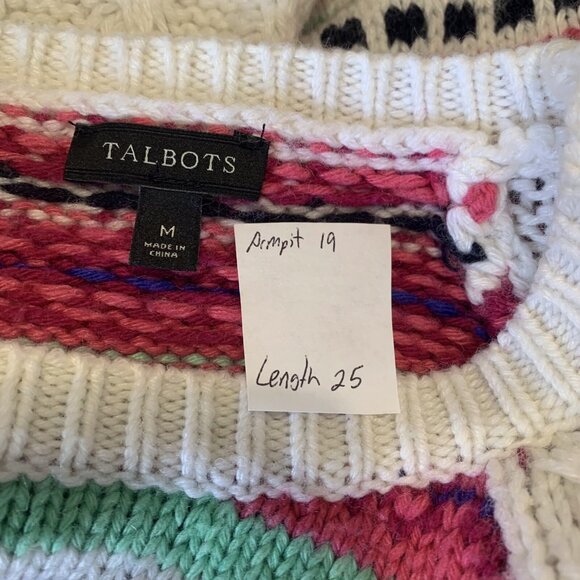 TALBOTS
M
MADE IN
CHINA
Armpit 19
Length 25